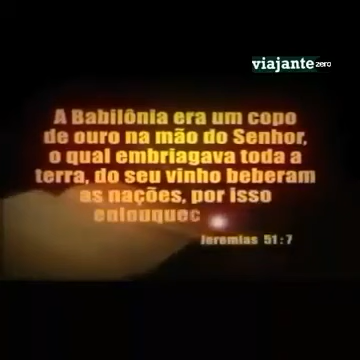 viajante zero
A Babilônia era um copo
de ouro na mão do Senhor,
o qual embriagava toda a
terra, do seu vinho beberam
as nações, por isso
enlouquec
Jeremias 51:7